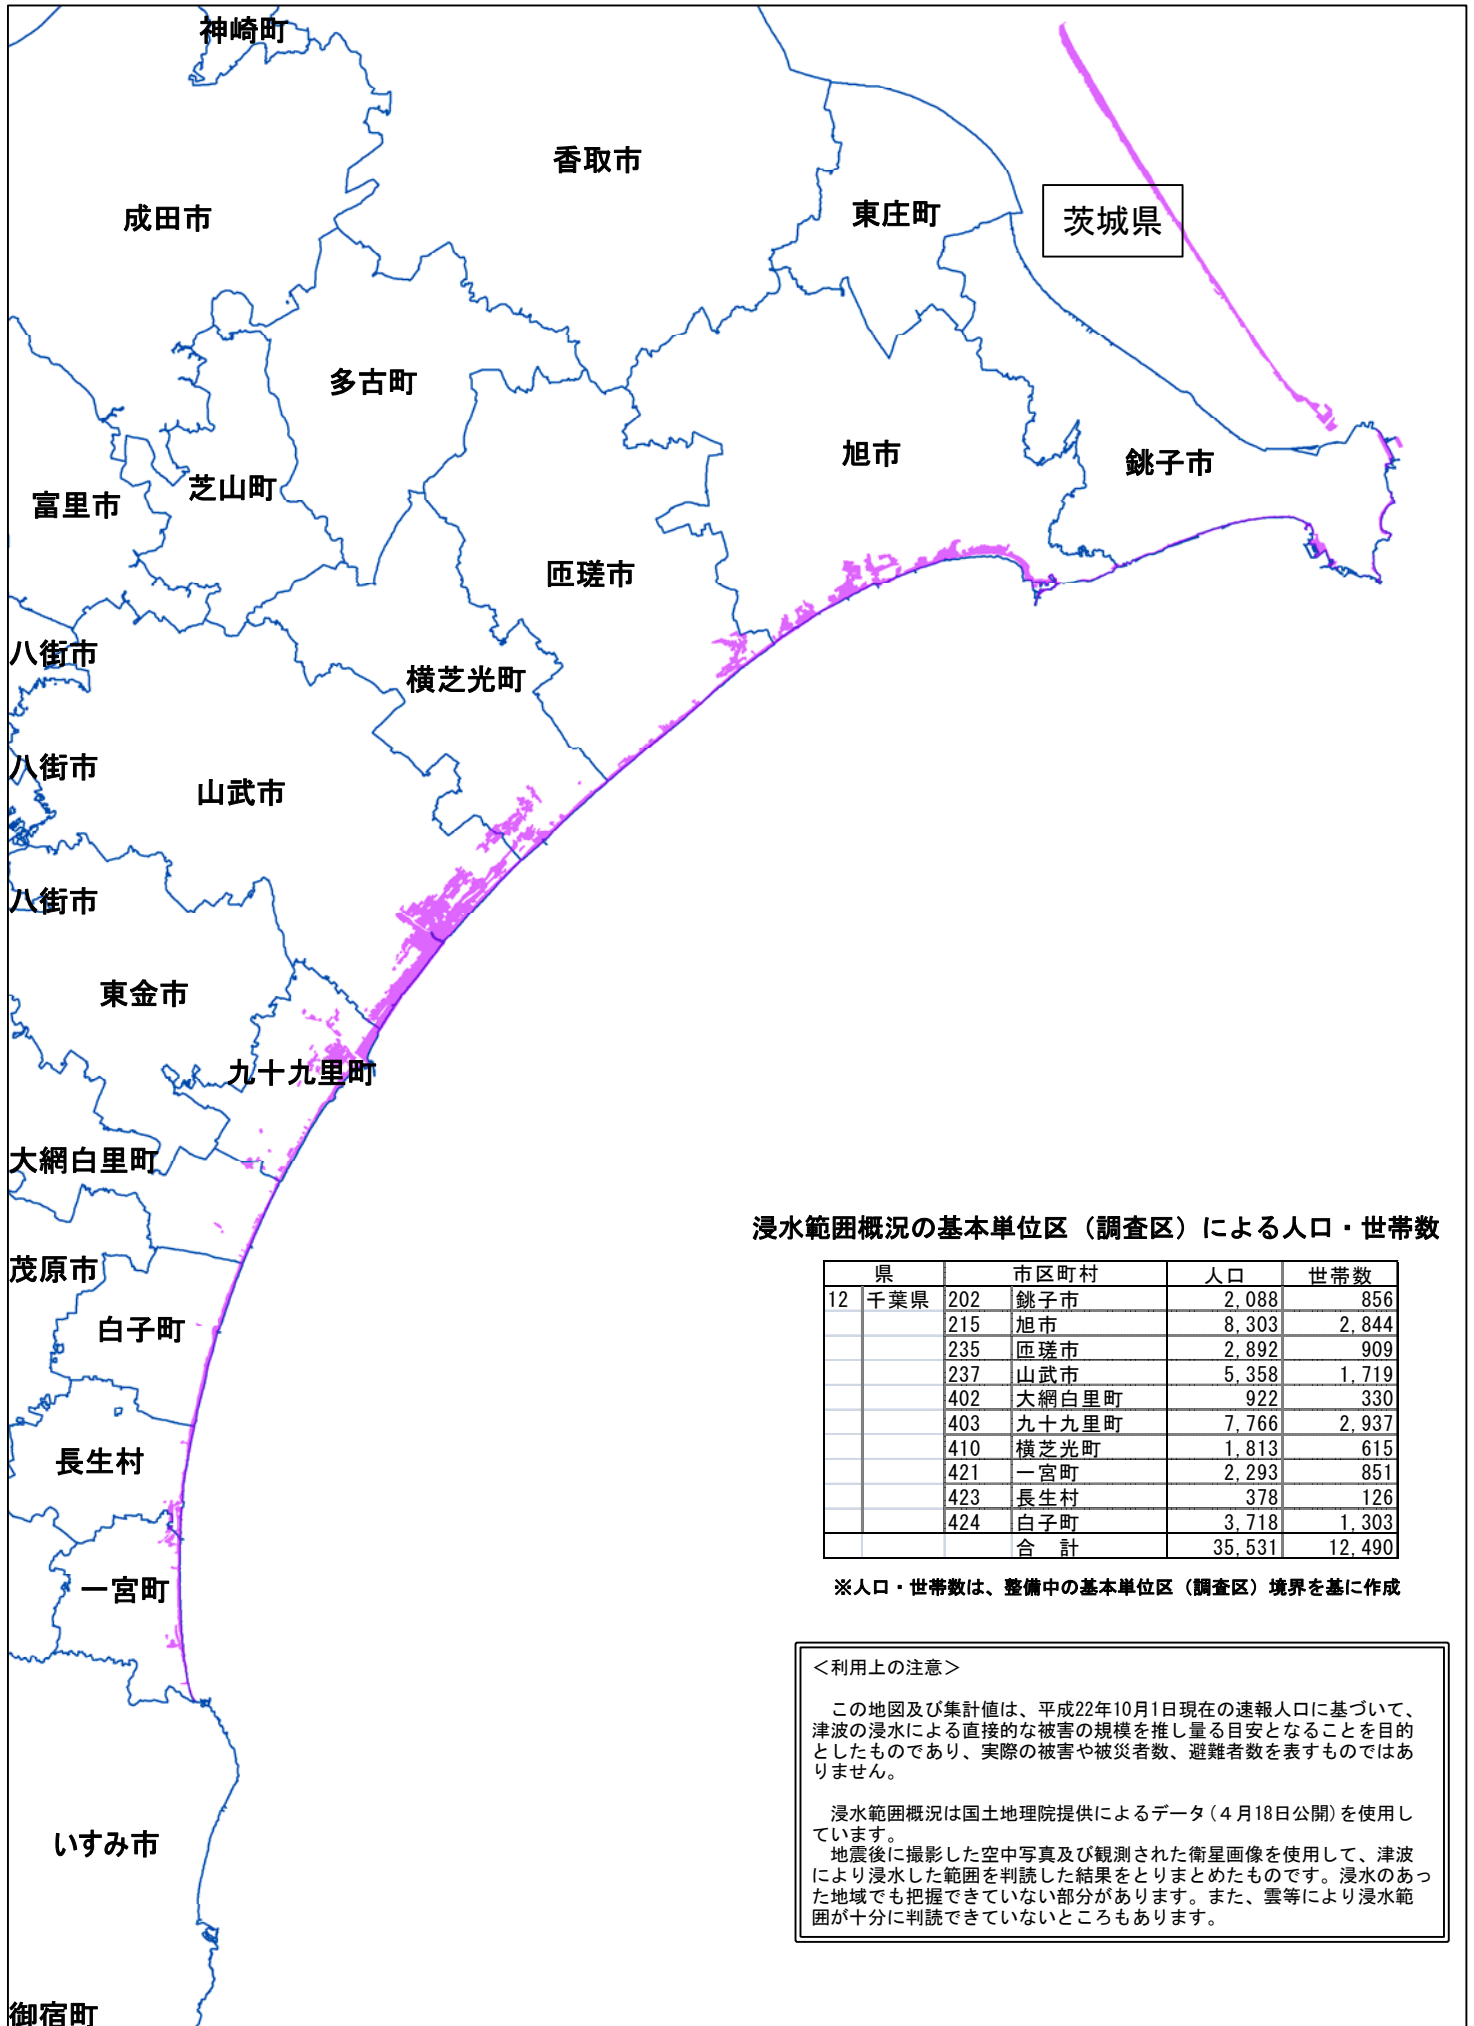 神崎町
香取市
成田市
東庄町
茨城県
多古町
旭市
銚子市
芝山町
富里市
匝瑳市
八街市
横芝光町
八街市
山武市
八街市
東金市
九十九里町
大網白里町
茂原市
白子町
長生村
一宮町
いすみ市
御宿町
浸水範囲概況の基本単位区（調査区）による人口・世帯数
県 市区町村 人口 世帯数
12 千葉県 202 銚子市 2,088 856
215 旭市 8,303 2,844
235 匝瑳市 2,892 909
237 山武市 5,358 1,719
402 大網白里町 922 330
403 九十九里町 7,766 2,937
410 横芝光町 1,813 615
421 一宮町 2,293 851
423 長生村 378 126
424 白子町 3,718 1,303
合　計 35,531 12,490
※人口・世帯数は、整備中の基本単位区（調査区）境界を基に作成
＜利用上の注意＞
この地図及び集計値は、平成22年10月1日現在の速報人口に基づいて、
津波の浸水による直接的な被害の規模を推し量る目安となることを目的
としたものであり、実際の被害や被災者数、避難者数を表すものではあ
りません。
浸水範囲概況は国土地理院提供によるデータ（４月18日公開）を使用し
ています。
地震後に撮影した空中写真及び観測された衛星画像を使用して、津波
により浸水した範囲を判読した結果をとりまとめたものです。浸水のあっ
た地域でも把握できていない部分があります。また、雲等により浸水範
囲が十分に判読できていないところもあります。